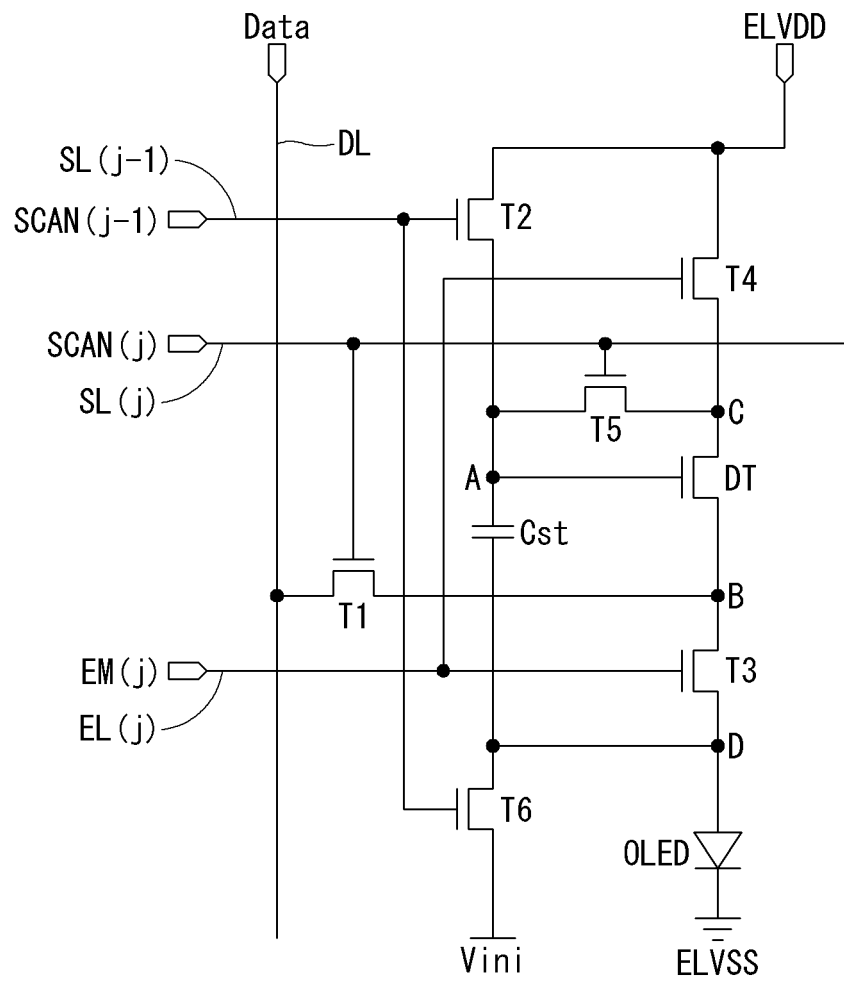 Data
ELVDD
DL
SL(j-1)
SCAN(j-1)
T2
T4
SCAN(j)
SL(j)
C
T5
A
DT
Cst
B
T1
EM(j)
T3
EL(j)
D
T6
OLED
Vini
ELVSS